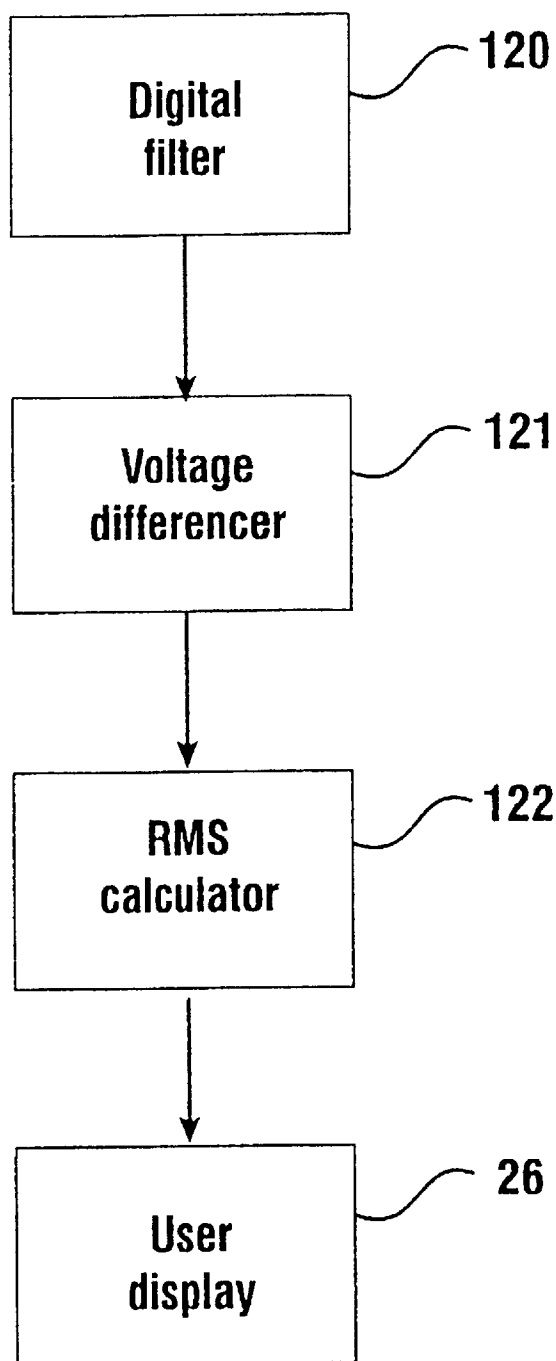 120
Digital
filter
121
Voltage
differencer
122
RMS
calculator
26
User
display